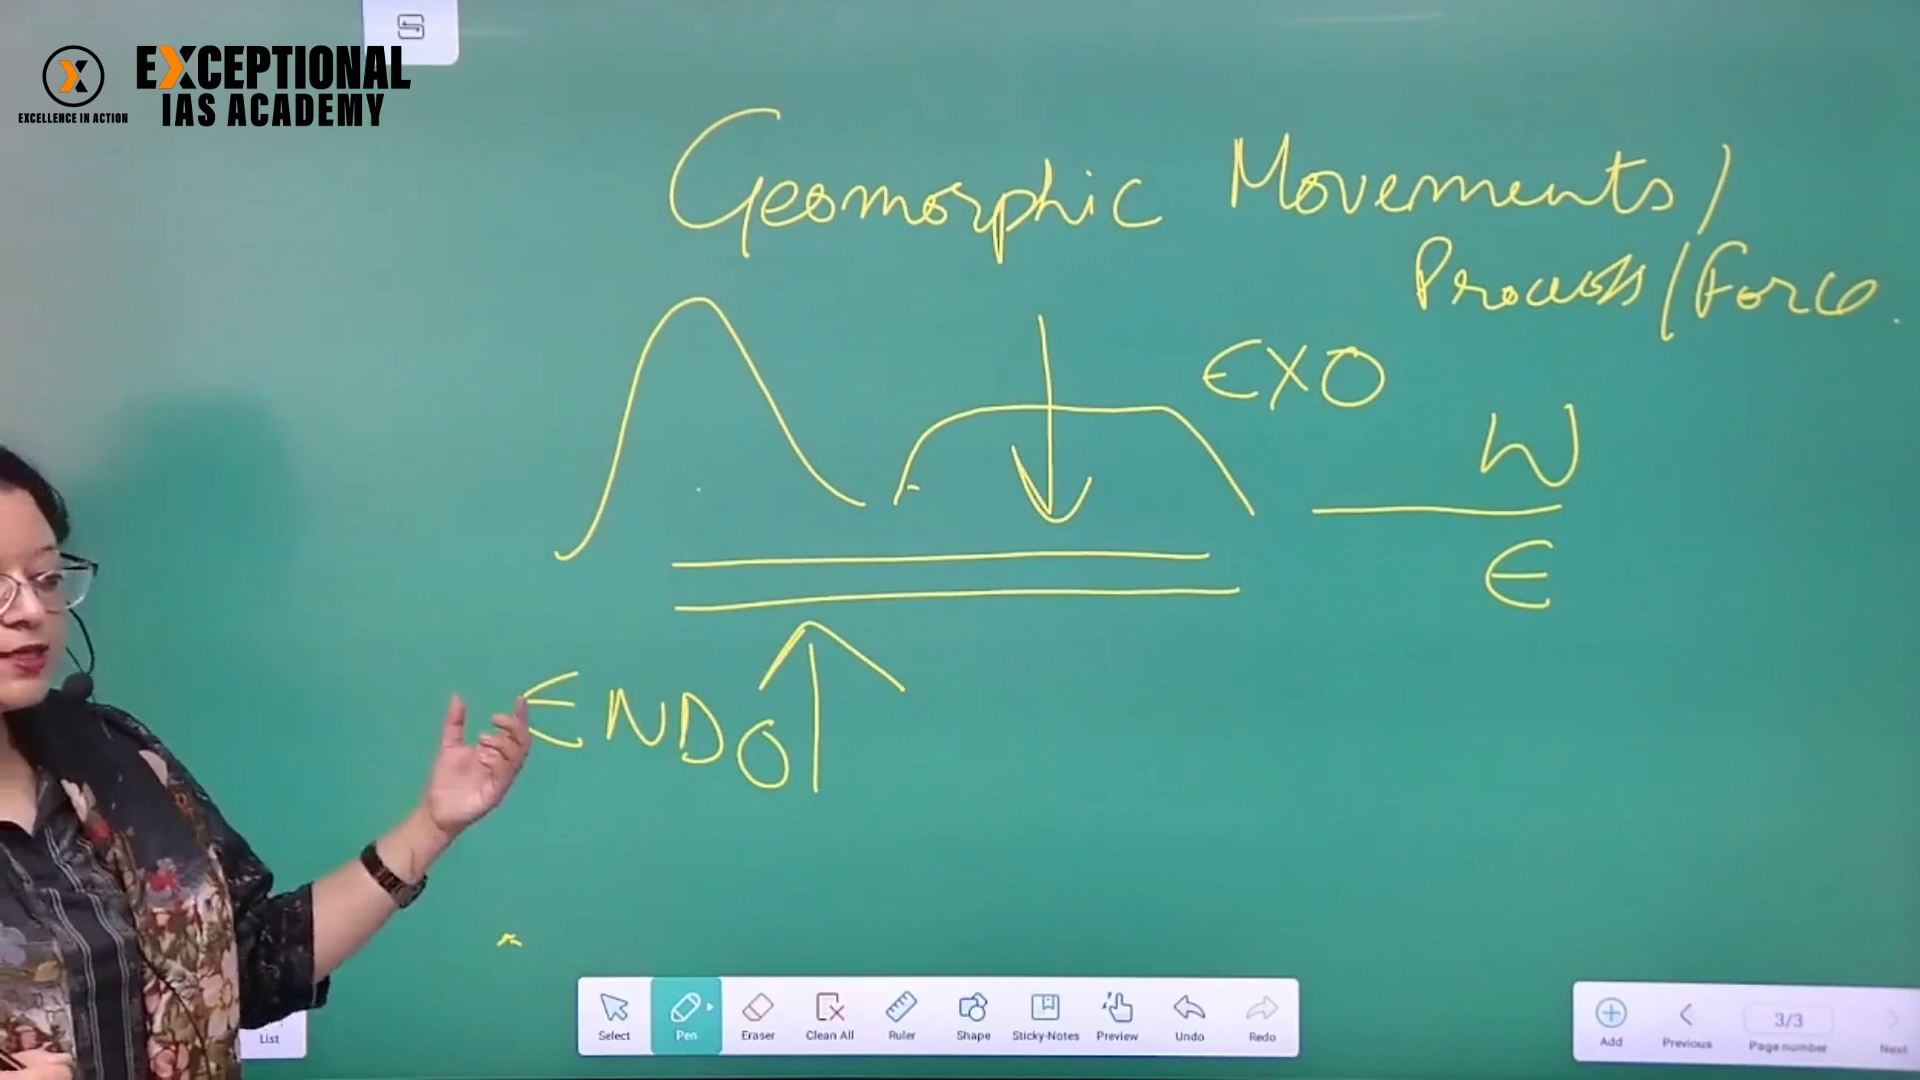 S
EXCEPTIONAL
IAS ACADEMY
EXCELLENCE IN ACTION
Geomorphic Movements/
Process/Force.
EXO
W
E
ENDO
List
Select
Pen
Eraser
Clean All
Ruler
Shape
Sticky-Notes
Preview
Undo
Redo
Add
Previous
3/3
Page number
Next